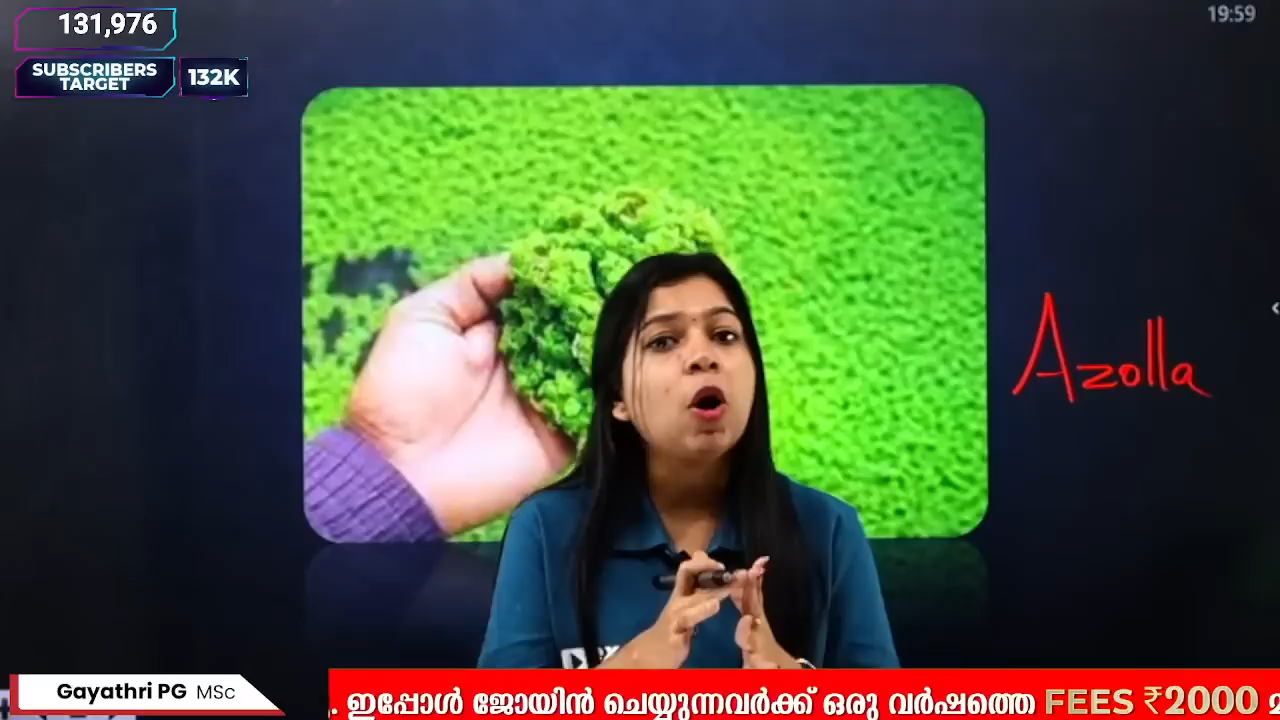 131,976
SUBSCRIBERS TARGET
132K
19:59
Azolla
Gayathri PG MSc
. ഇപ്പോൾ ജോയിൻ ചെയ്യുന്നവർക്ക് ഒരു വർഷത്തെ FEES ₹2000